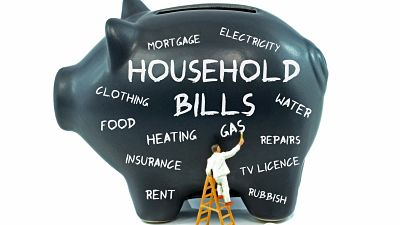 MORTGAGE
ELECTRICITY
HOUSEHOLD
BILLS
CLOTHING
WATER
FOOD
HEATING
GAS
REPAIRS
INSURANCE
TV LICENCE
RENT
RUBBISH